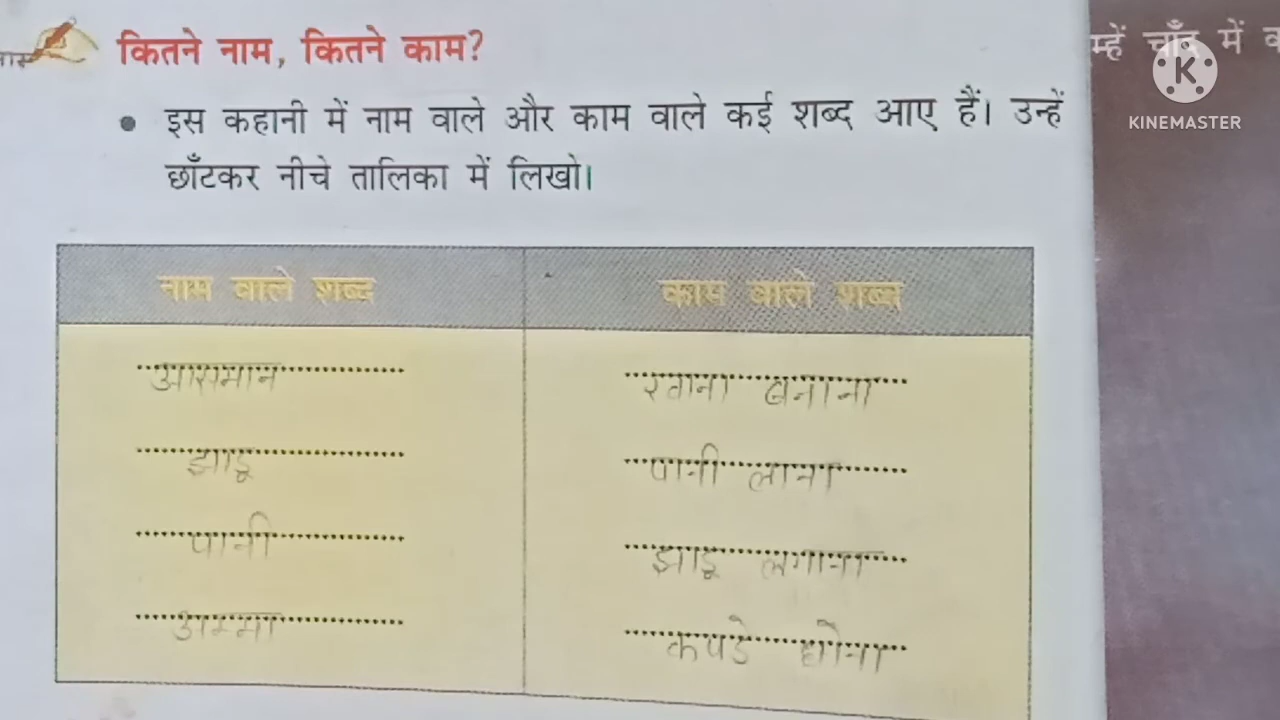 कितने नाम, कितने काम?
म्हें चाँद में
K
KINEMASTER
• इस कहानी में नाम वाले और काम वाले कई शब्द आए हैं। उन्हें
छाँटकर नीचे तालिका में लिखो।
नाम वाले शब्द काम वाले शब्द
आसमान खाना बनाना
झाडू पानी लाना
पानी झाडू लगाना
अम्मा कपडे धोना